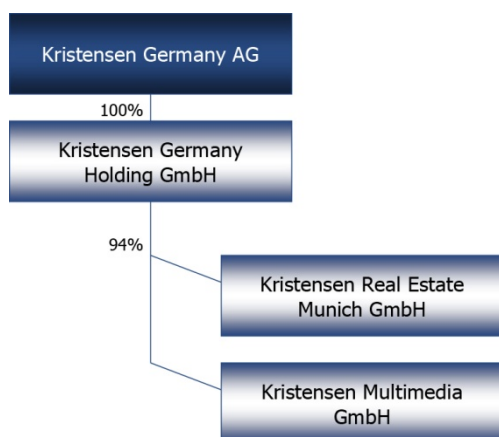 Kristensen Germany AG
100%
Kristensen Germany
Holding GmbH
94%
Kristensen Real Estate
Munich GmbH
Kristensen Multimedia
GmbH